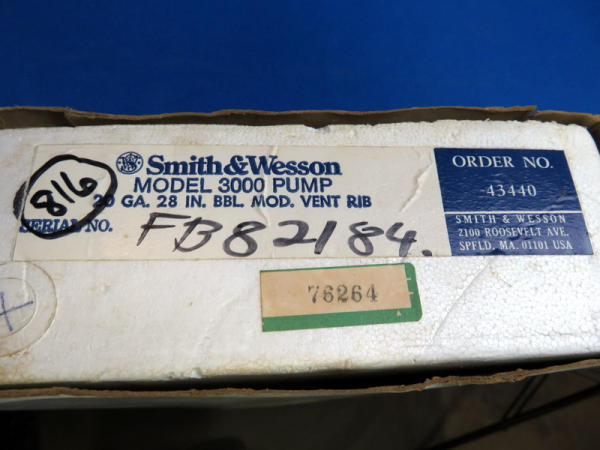 816
Smith & Wesson
MODEL 3000 PUMP
20 GA. 28 IN. BBL. MOD. VENT RIB
SERIAL NO. FB82184.
ORDER NO.
43440
SMITH & WESSON
2100 ROOSEVELT AVE.
SPFLD, MA. 01101 USA
76264